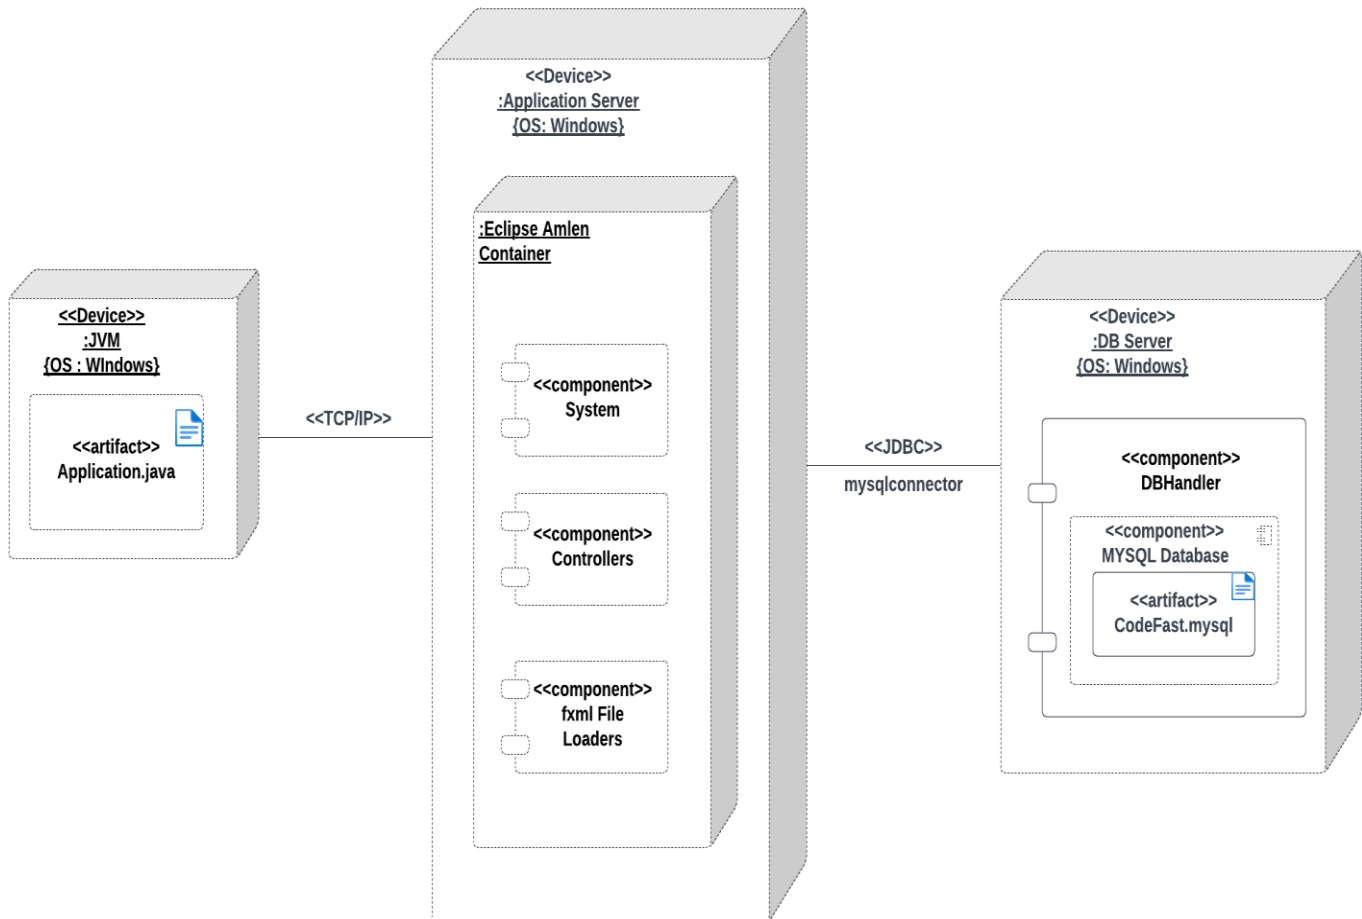 <<Device>>
:JVM
{OS : WIndows}
<<artifact>>
Application.java
<<TCP/IP>>
<<Device>>
:Application Server
{OS: Windows}
:Eclipse Amlen
Container
<<component>>
System
<<component>>
Controllers
<<component>>
fxml File
Loaders
<<JDBC>>
mysqlconnector
<<Device>>
:DB Server
{OS: Windows}
<<component>>
DBHandler
<<component>>
MYSQL Database
<<artifact>>
CodeFast.mysql